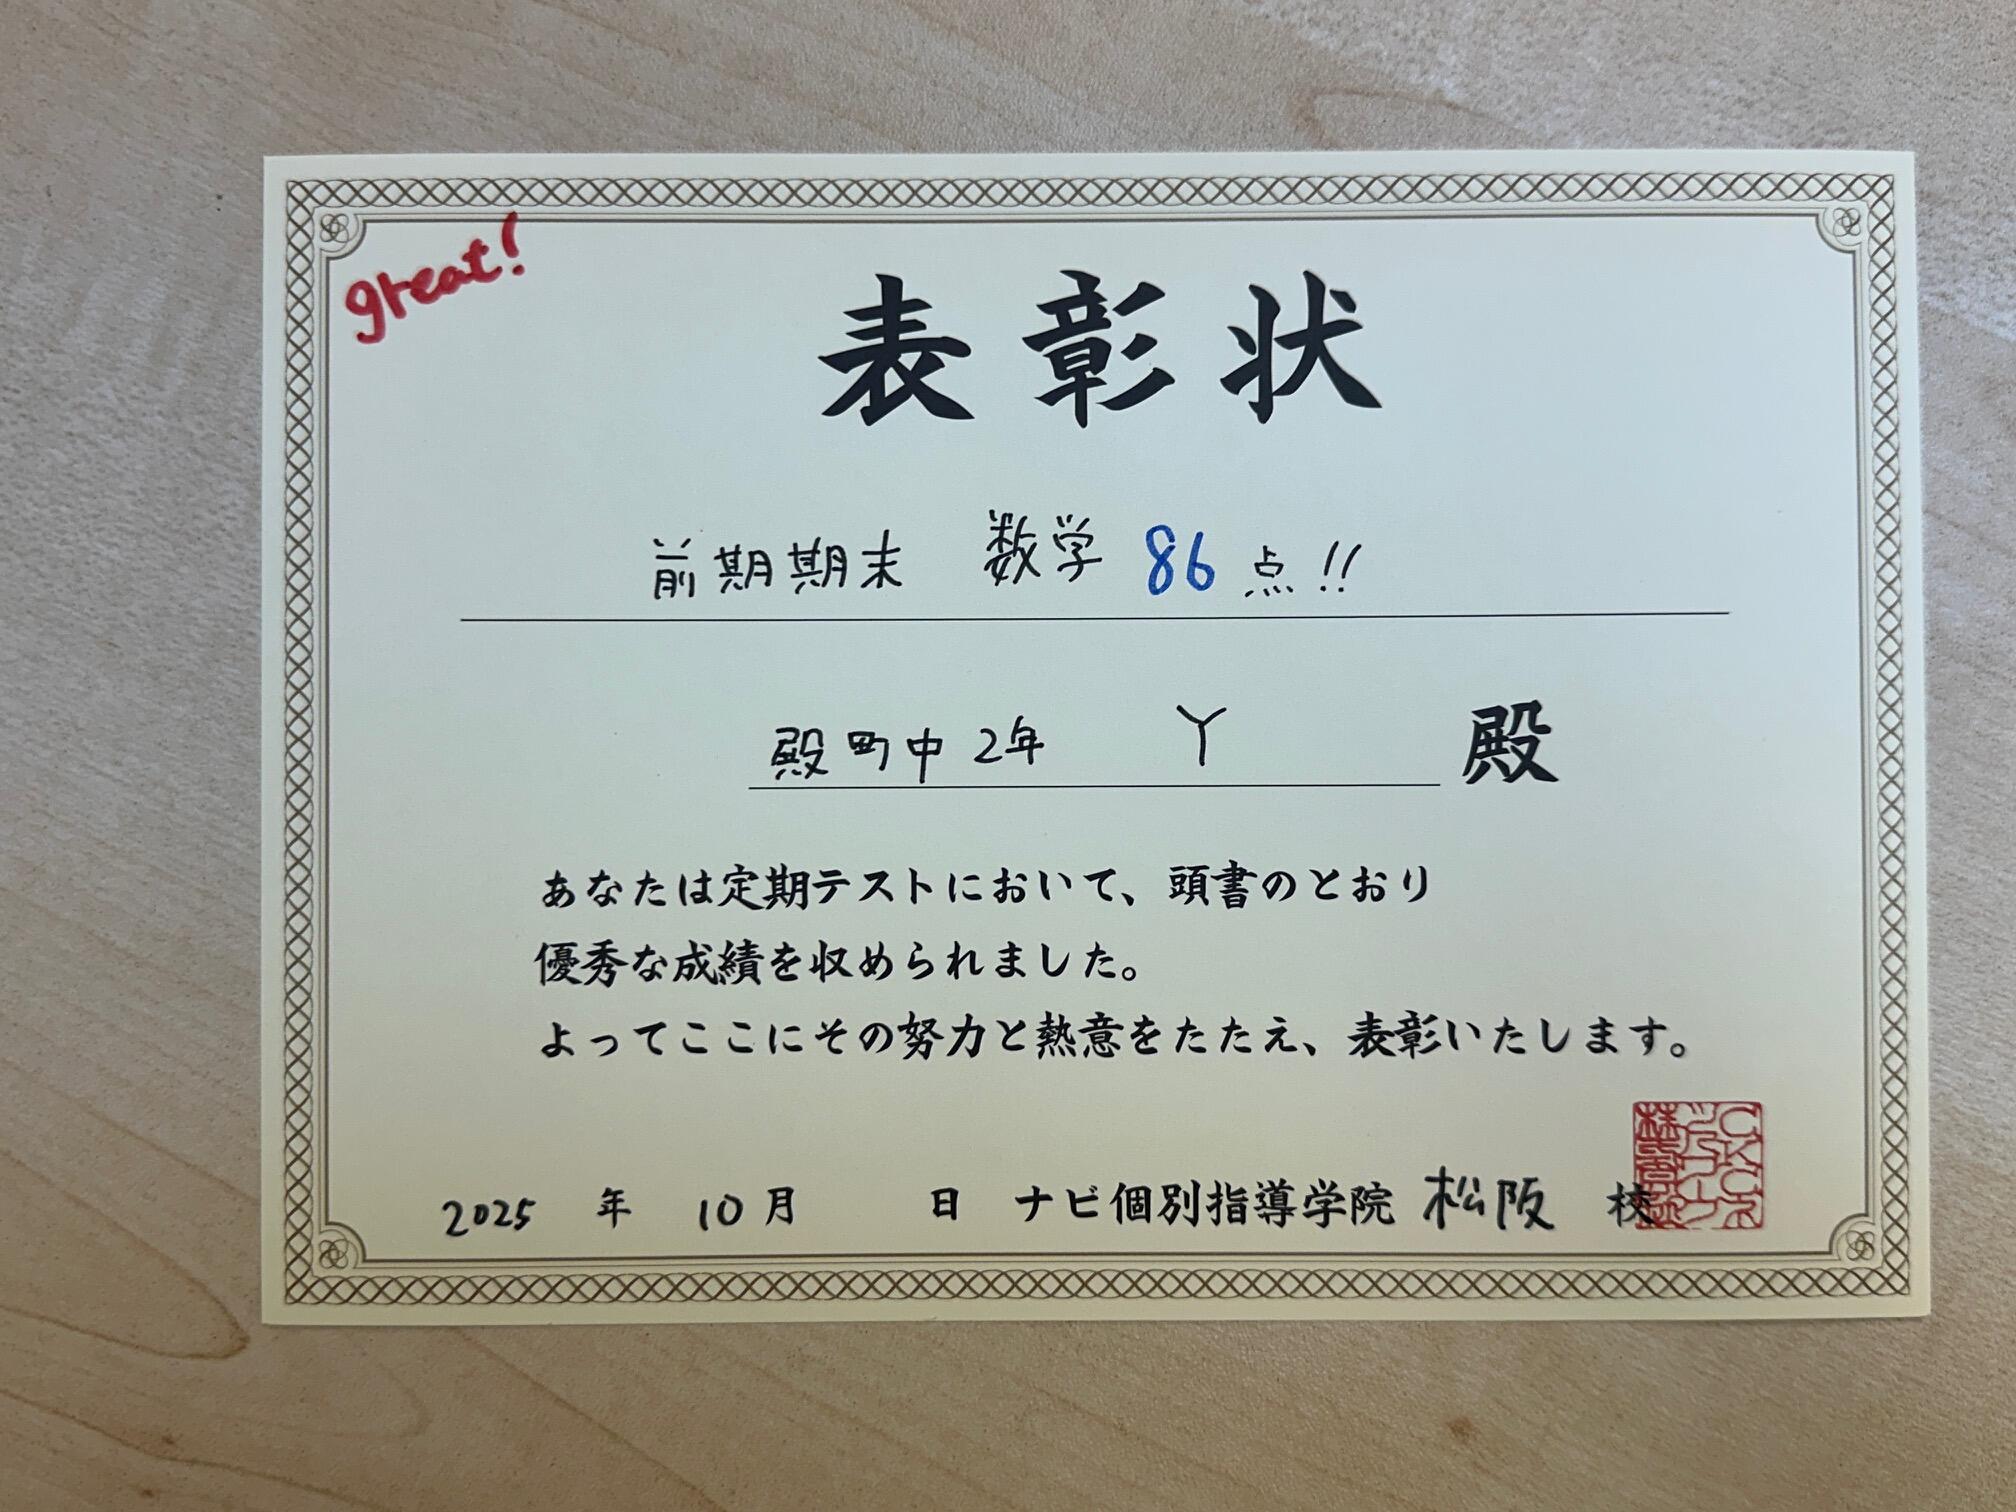 great!
表彰状
前期期末 数学 86点!!
殿町中2年 Y 殿
あなたは定期テストにおいて、頭書のとおり
優秀な成績を収められました。
よってここにその努力と熱意をたたえ、表彰いたします。
2025 年 10 月 日 ナビ個別指導学院 松阪 校